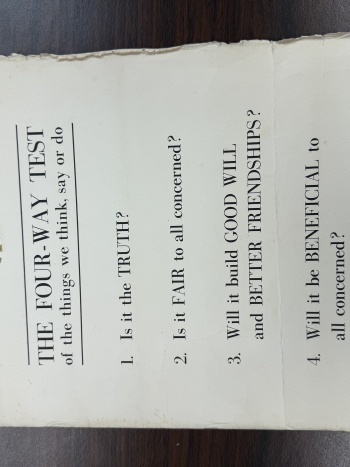 THE FOUR-WAY TEST
of the things we think, say or do
1. Is it the TRUTH?
2. Is it FAIR to all concerned?
3. Will it build GOOD WILL
and BETTER FRIENDSHIPS?
4. Will it be BENEFICIAL to
all concerned?